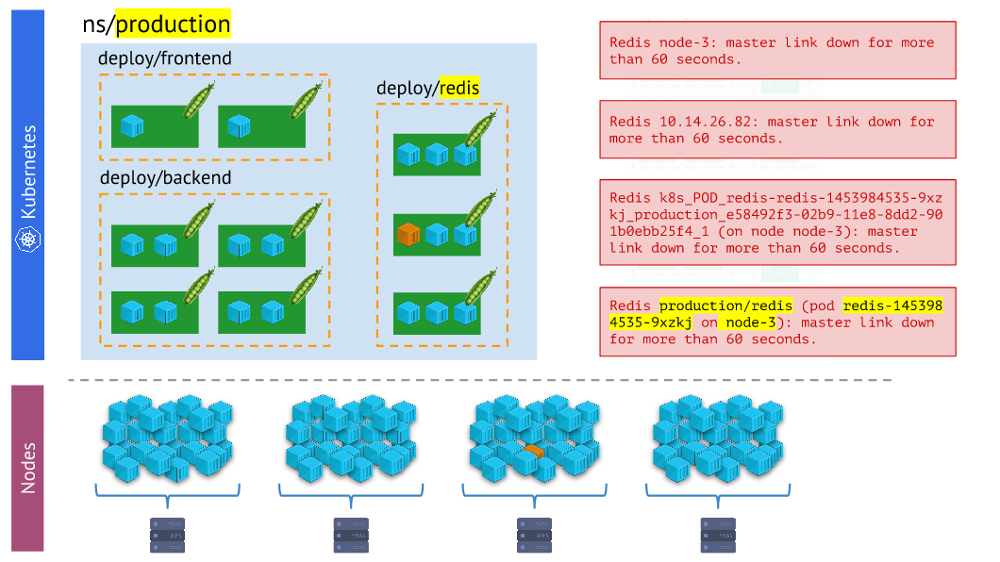 Kubernetes
ns/production
deploy/frontend
deploy/backend
deploy/redis
Redis node-3: master link down for more
than 60 seconds.
Redis 10.14.26.82: master link down for
more than 60 seconds.
Redis k8s_POD_redis-redis-1453984535-9xz
kj_production_e58492f3-02b9-11e8-8dd2-90
1b0ebb25f4_1 (on node node-3): master
link down for more than 60 seconds.
Redis production/redis (pod redis-145398
4535-9xzkj on node-3): master link down
for more than 60 seconds.
Nodes